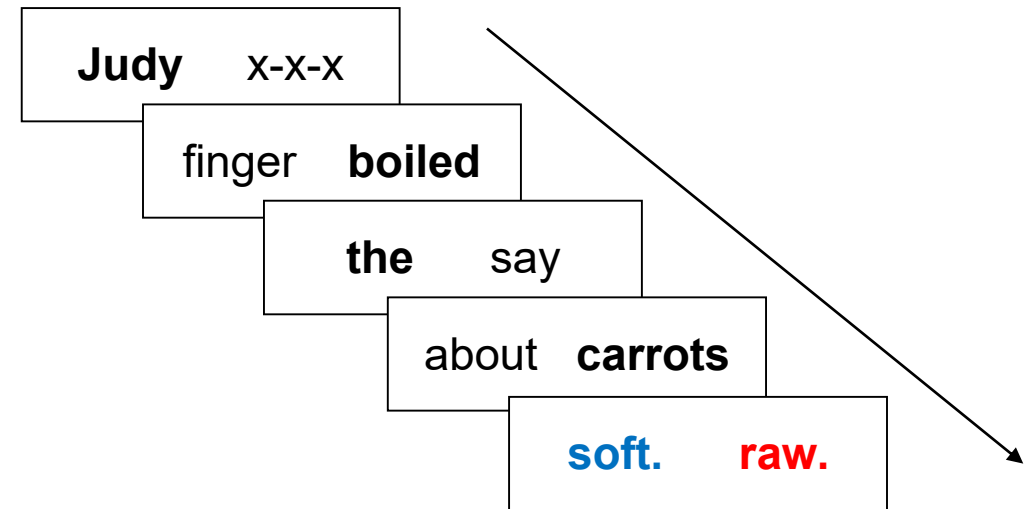 Judy x-x-x
finger boiled
the say
about carrots
soft. raw.